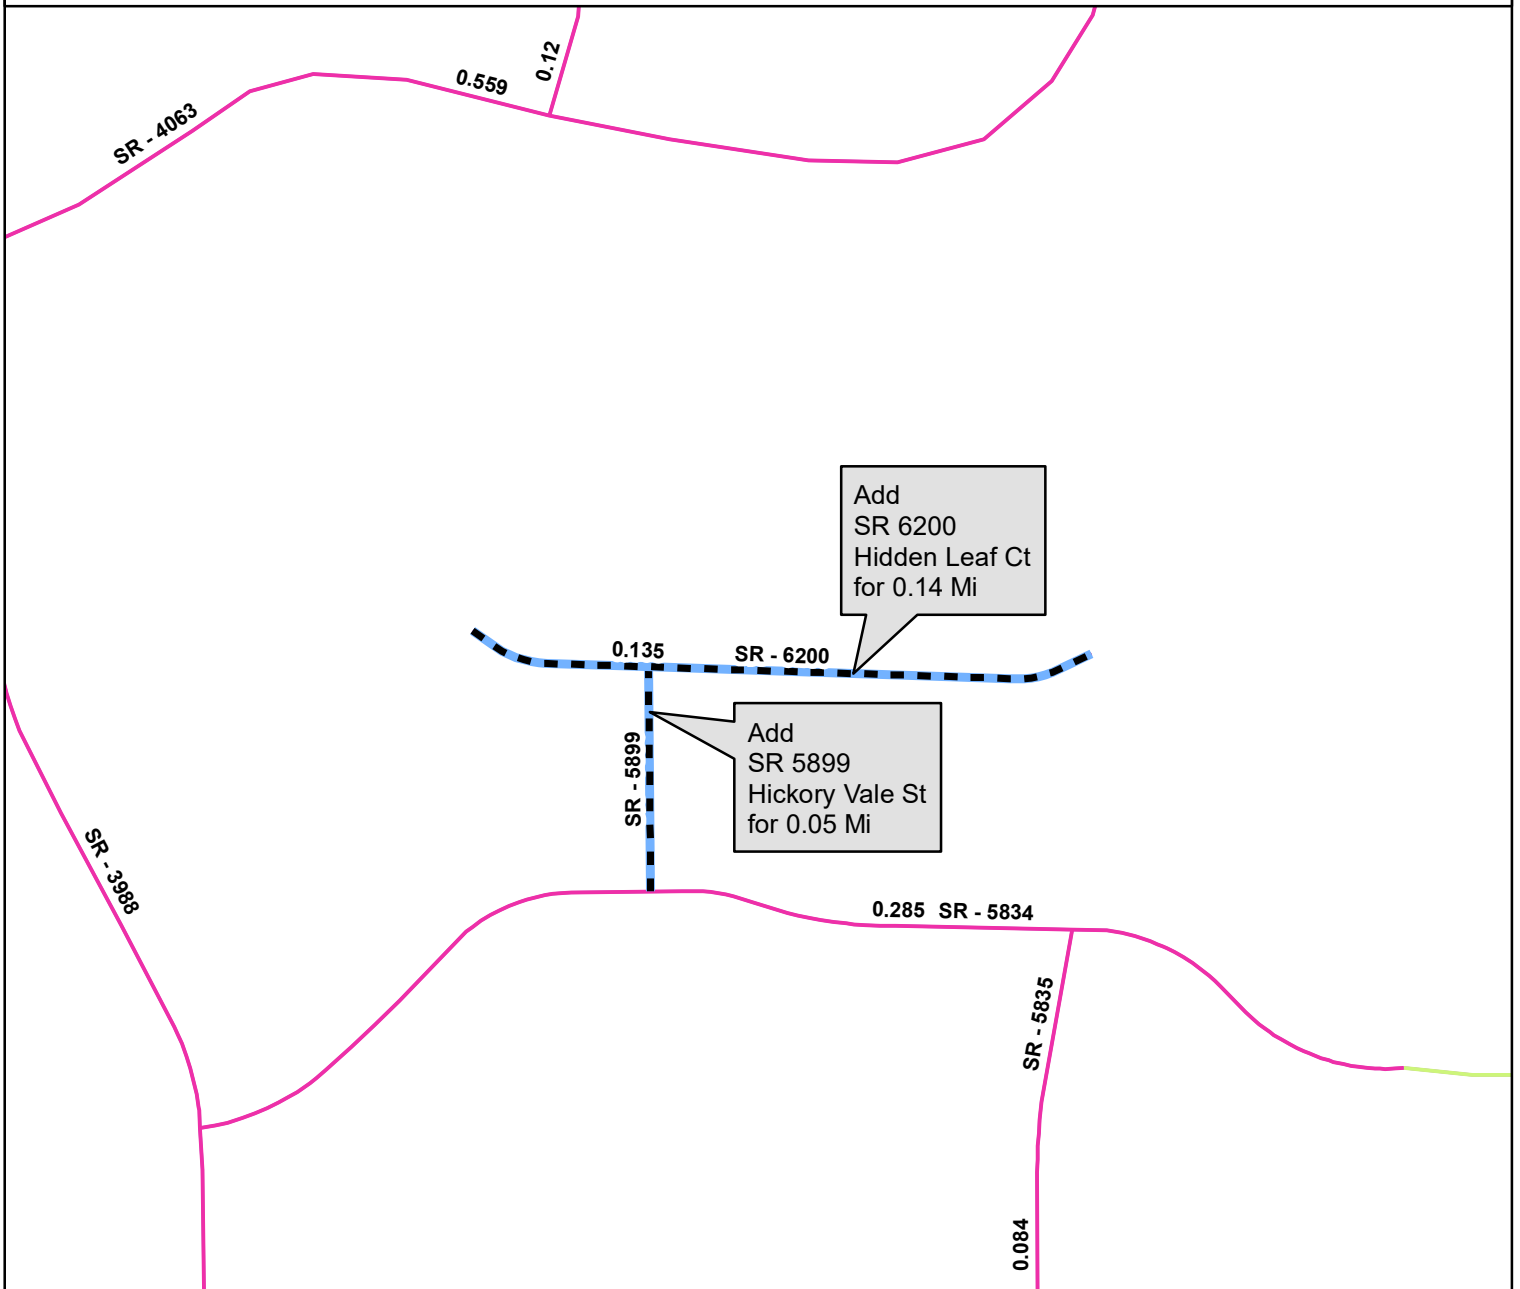 0.12
0.559
SR - 4063
Add
SR 6200
Hidden Leaf Ct
for 0.14 Mi
0.135
SR - 6200
SR - 5899
Add
SR 5899
Hickory Vale St
for 0.05 Mi
SR - 3988
0.285 SR - 5834
SR - 5835
0.084